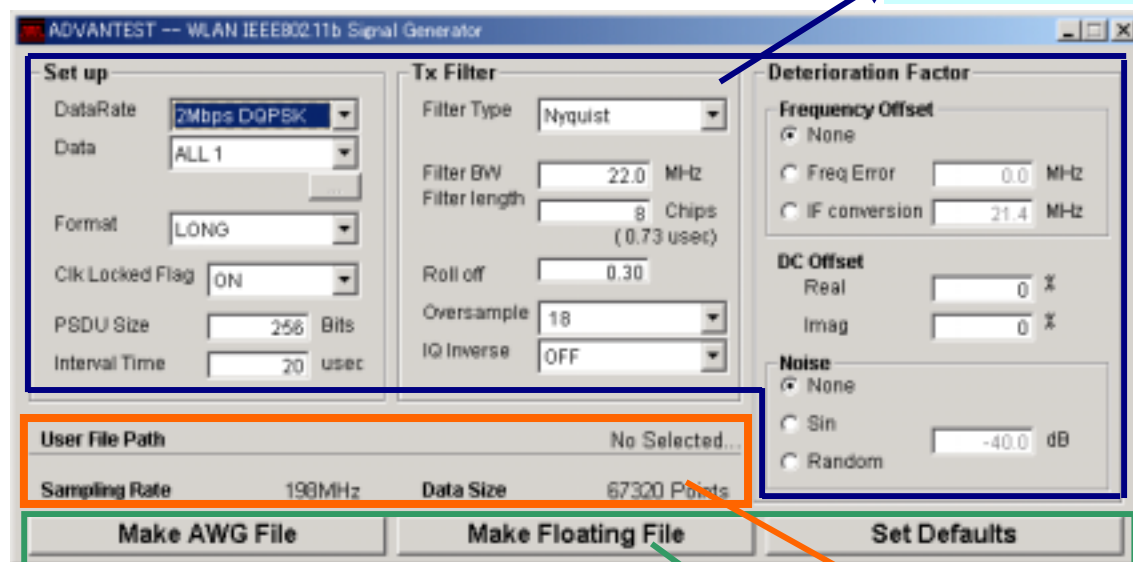 ADVANTEST -- WLAN IEEE802.11b Signal Generator
Set up
DataRate 2Mbps DQPSK
Data ALL 1
...
Format LONG
Clk Locked Flag ON
PSDU Size 256 Bits
Interval Time 20 usec
Tx Filter
Filter Type Nyquist
Filter BW 22.0 MHz
Filter length 8 Chips
(0.73 usec)
Roll off 0.30
Oversample 18
IQ Inverse OFF
Deterioration Factor
Frequency Offset
None
Freq Error 0.0 MHz
IF conversion 21.4 MHz
DC Offset
Real 0 %
Imag 0 %
Noise
None
Sin
-40.0 dB
Random
User File Path No Selected...
Sampling Rate 198MHz Data Size 67320 Points
Make AWG File Make Floating File Set Defaults